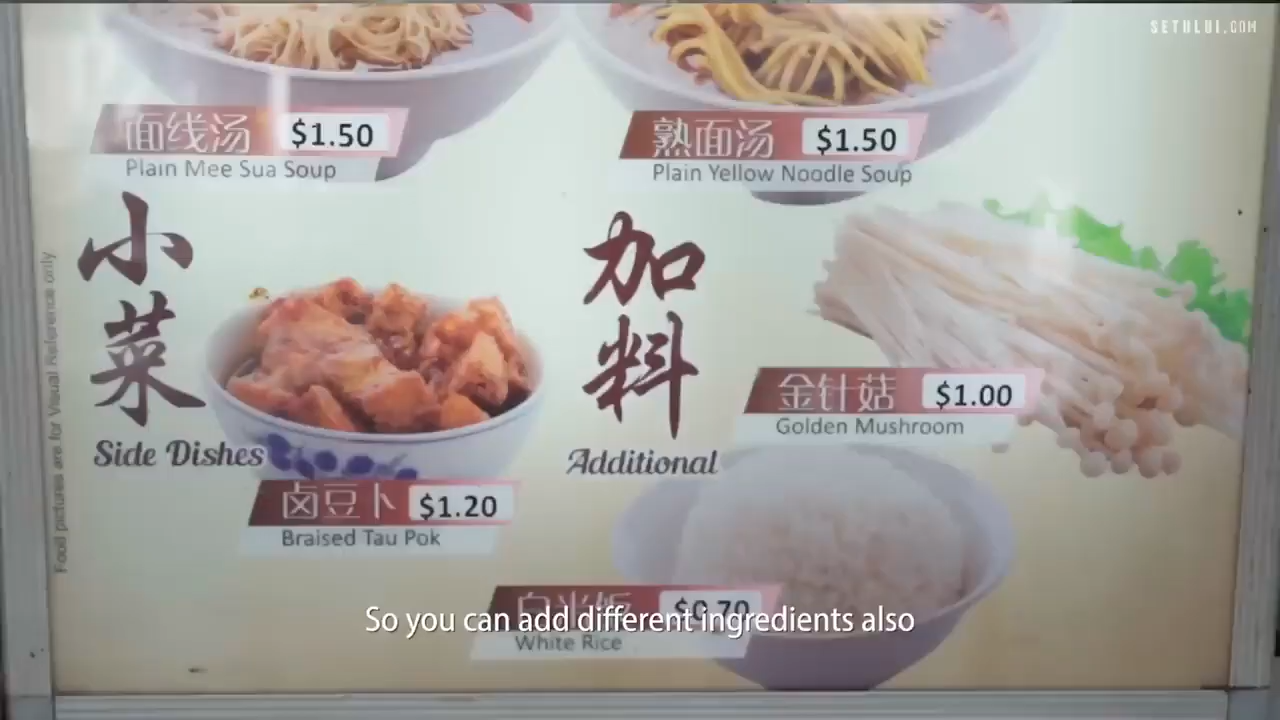 SETHLUI.COM
面线汤 $1.50
Plain Mee Sua Soup
熟面汤 $1.50
Plain Yellow Noodle Soup
小菜
Side Dishes
卤豆卜 $1.20
Braised Tau Pok
加料
Additional
金针菇 $1.00
Golden Mushroom
白米饭 $0.70
White Rice
Food pictures are for Visual Reference only
So you can add different ingredients also